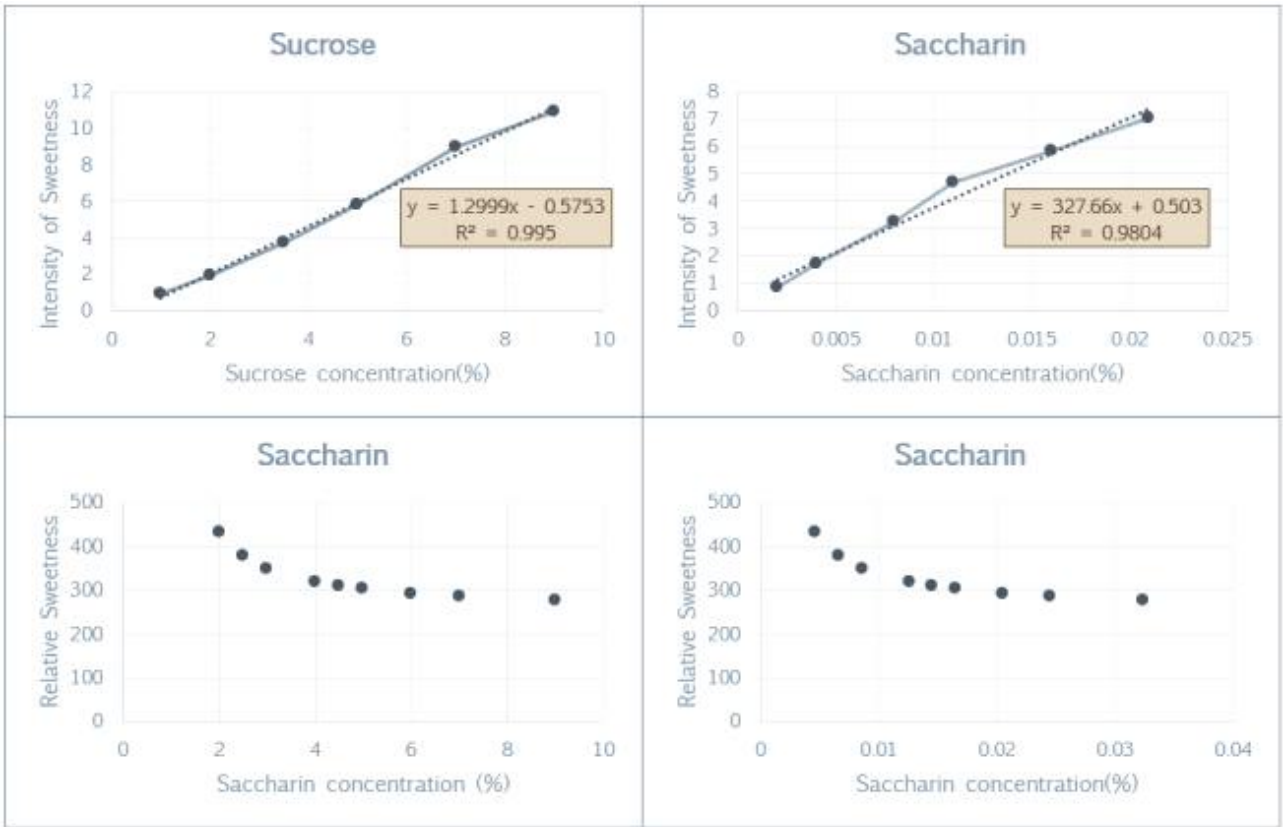 Sucrose
Intensity of Sweetness
12
10
8
6
4
2
0
y = 1.2999x - 0.5753
R² = 0.995
0 2 4 6 8 10
Sucrose concentration(%)
Saccharin
Intensity of Sweetness
8
7
6
5
4
3
2
1
0
y = 327.66x + 0.503
R² = 0.9804
0 0.005 0.01 0.015 0.02 0.025
Saccharin concentration(%)
Saccharin
Relative Sweetness
500
400
300
200
100
0
0 2 4 6 8 10
Saccharin concentration (%)
Saccharin
Relative Sweetness
500
400
300
200
100
0
0 0.01 0.02 0.03 0.04
Saccharin concentration(%)